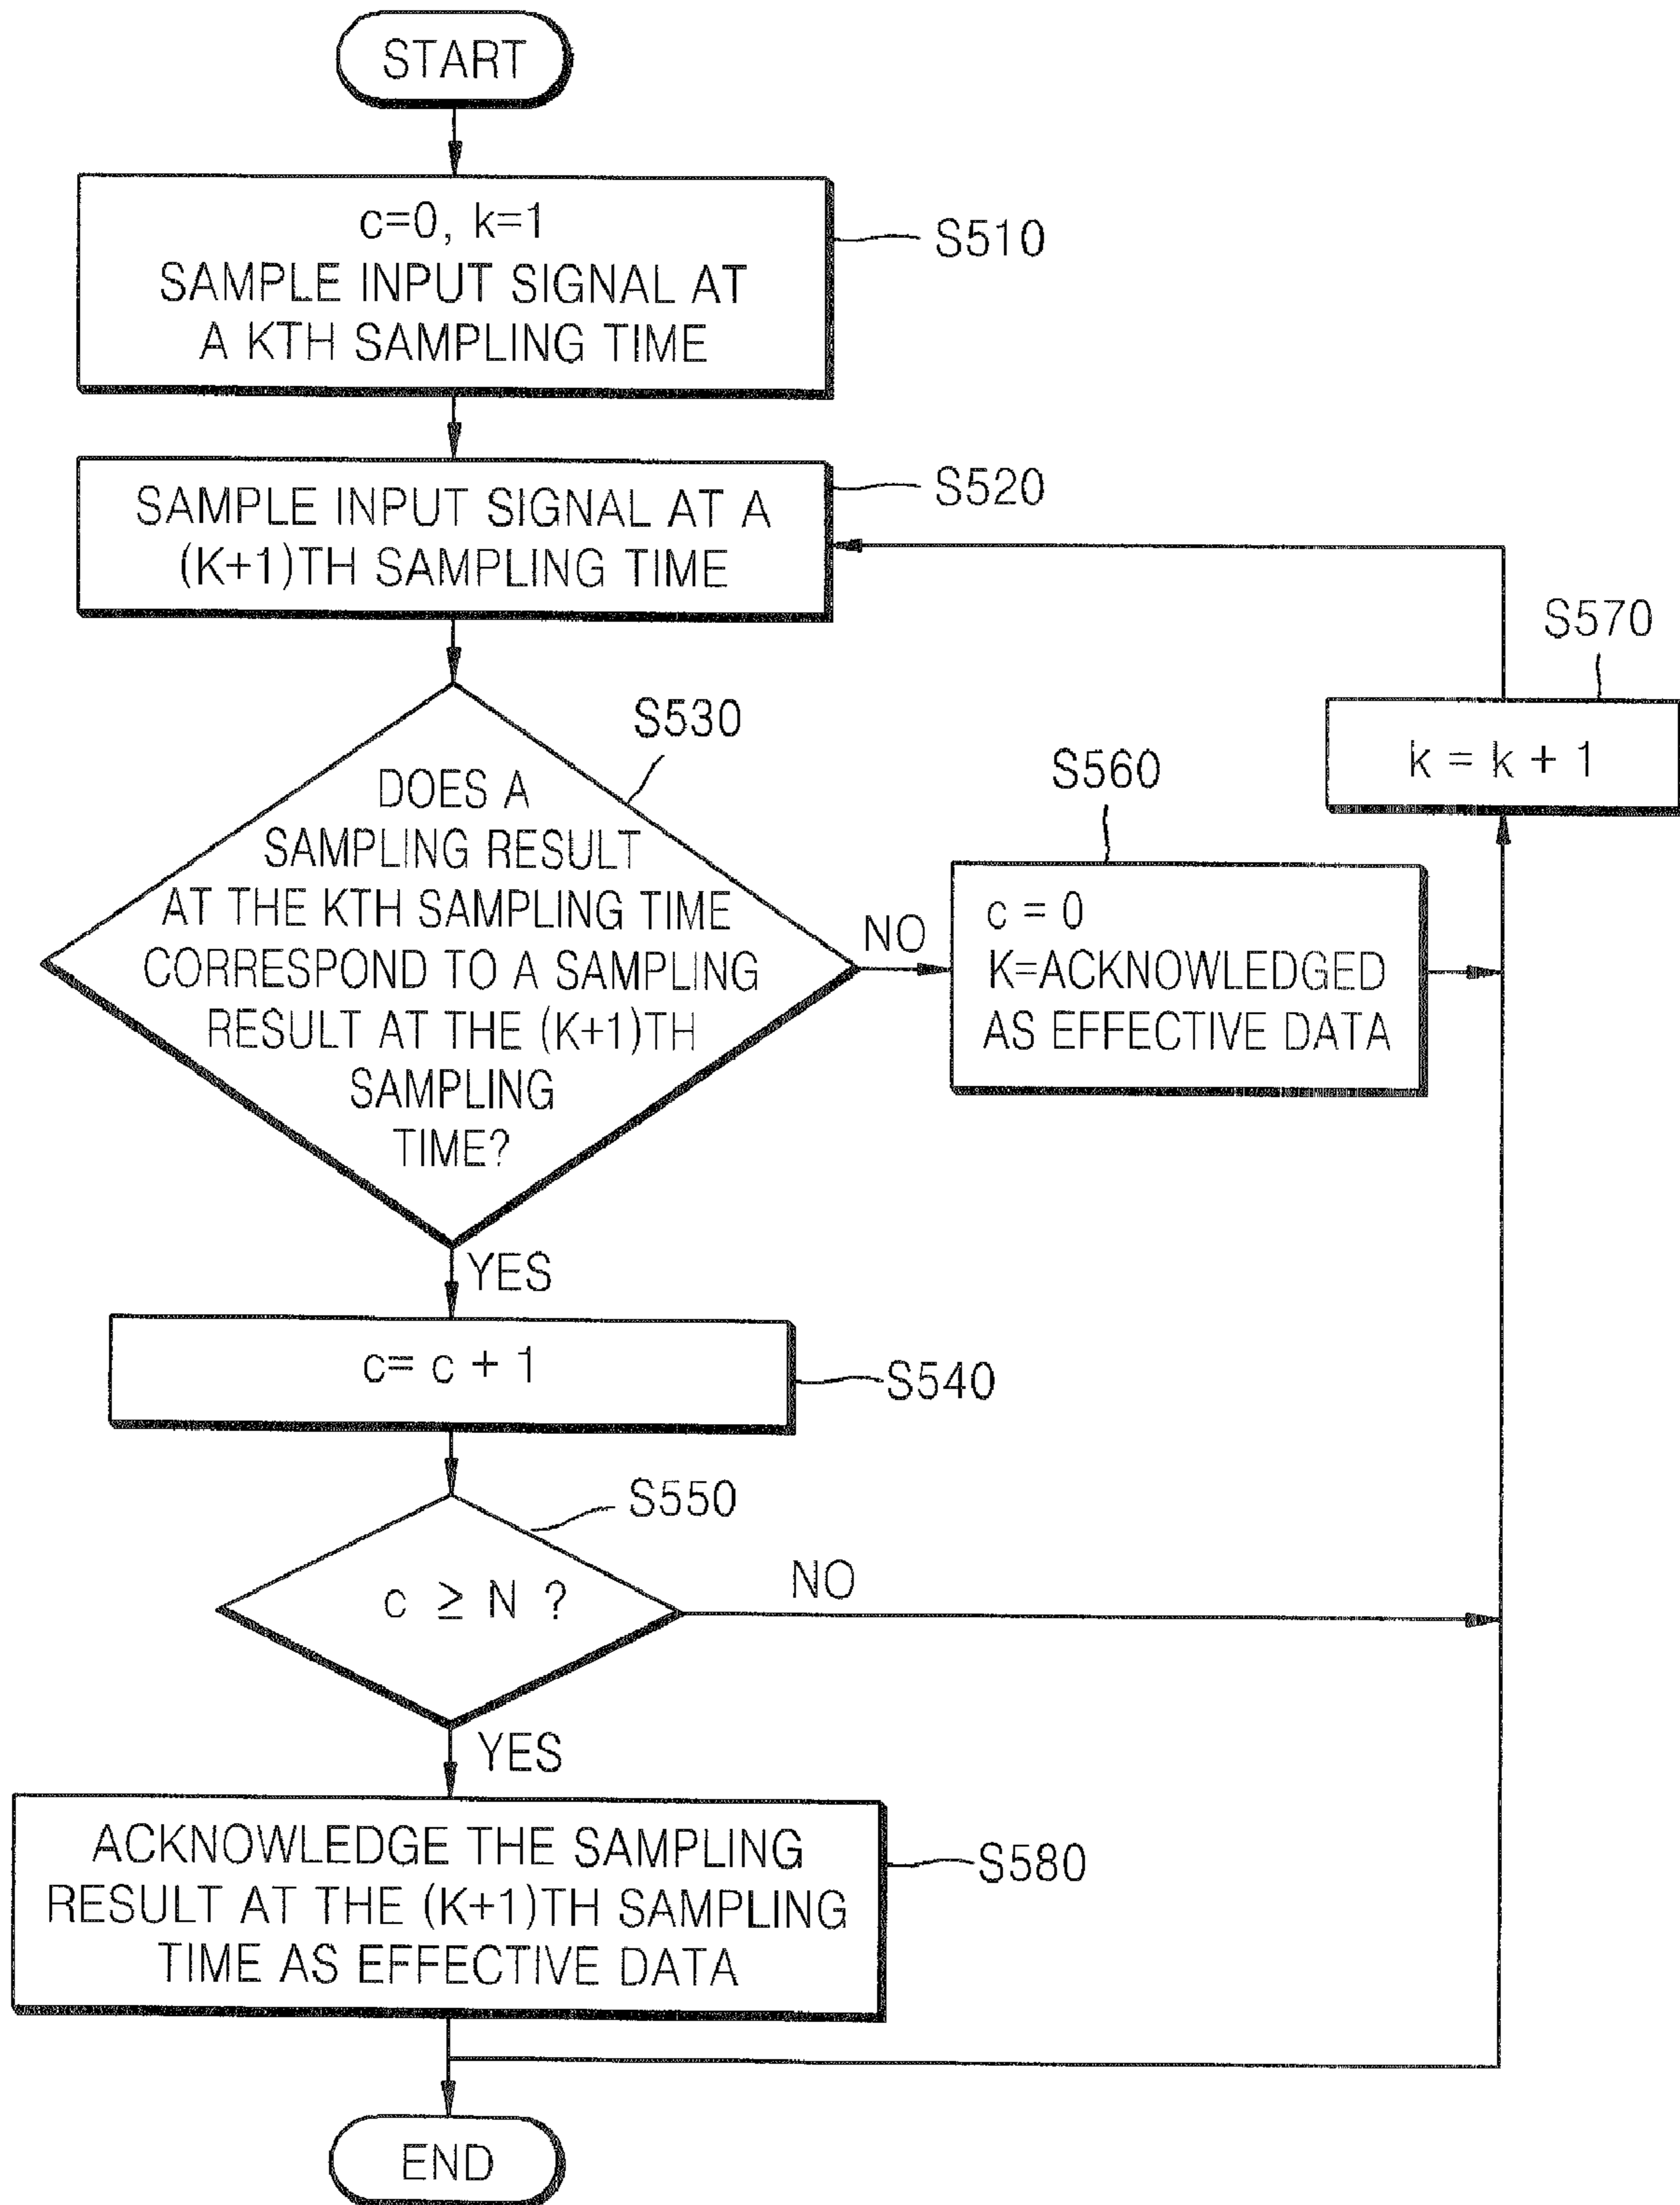 START
c=0, k=1
SAMPLE INPUT SIGNAL AT
A KTH SAMPLING TIME
S510
SAMPLE INPUT SIGNAL AT A
(K+1)TH SAMPLING TIME
S520
S570
k = k + 1
S530
DOES A
SAMPLING RESULT
AT THE KTH SAMPLING TIME
CORRESPOND TO A SAMPLING
RESULT AT THE (K+1)TH
SAMPLING
TIME?
NO
S560
c = 0
K=ACKNOWLEDGED
AS EFFECTIVE DATA
YES
c= c + 1
S540
S550
c ≥ N ?
NO
YES
ACKNOWLEDGE THE SAMPLING
RESULT AT THE (K+1)TH SAMPLING
TIME AS EFFECTIVE DATA
S580
END